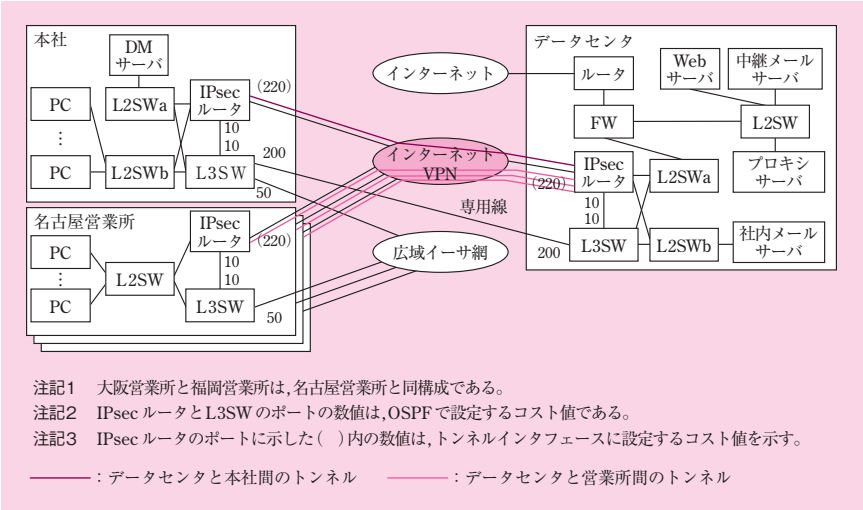 本社
DM
サーバ
PC
⋮
PC
L2SWa
L2SWb
IPsec
ルータ
(220)
10
10
L3SW
200
50
名古屋営業所
PC
⋮
PC
L2SW
IPsec
ルータ
(220)
10
10
L3SW
50
インターネット
インターネット
VPN
専用線
広域イーサ網
データセンタ
ルータ
Web
サーバ
中継メール
サーバ
FW
L2SW
IPsec
ルータ
(220)
10
10
L2SWa
プロキシ
サーバ
200
L3SW
L2SWb
社内メール
サーバ
注記1 大阪営業所と福岡営業所は,名古屋営業所と同構成である。
注記2 IPsec ルータと L3SW のポートの数値は,OSPF で設定するコスト値である。
注記3 IPsec ルータのポートに示した( )内の数値は,トンネルインタフェースに設定するコスト値を示す。
:データセンタと本社間のトンネル
:データセンタと営業所間のトンネル